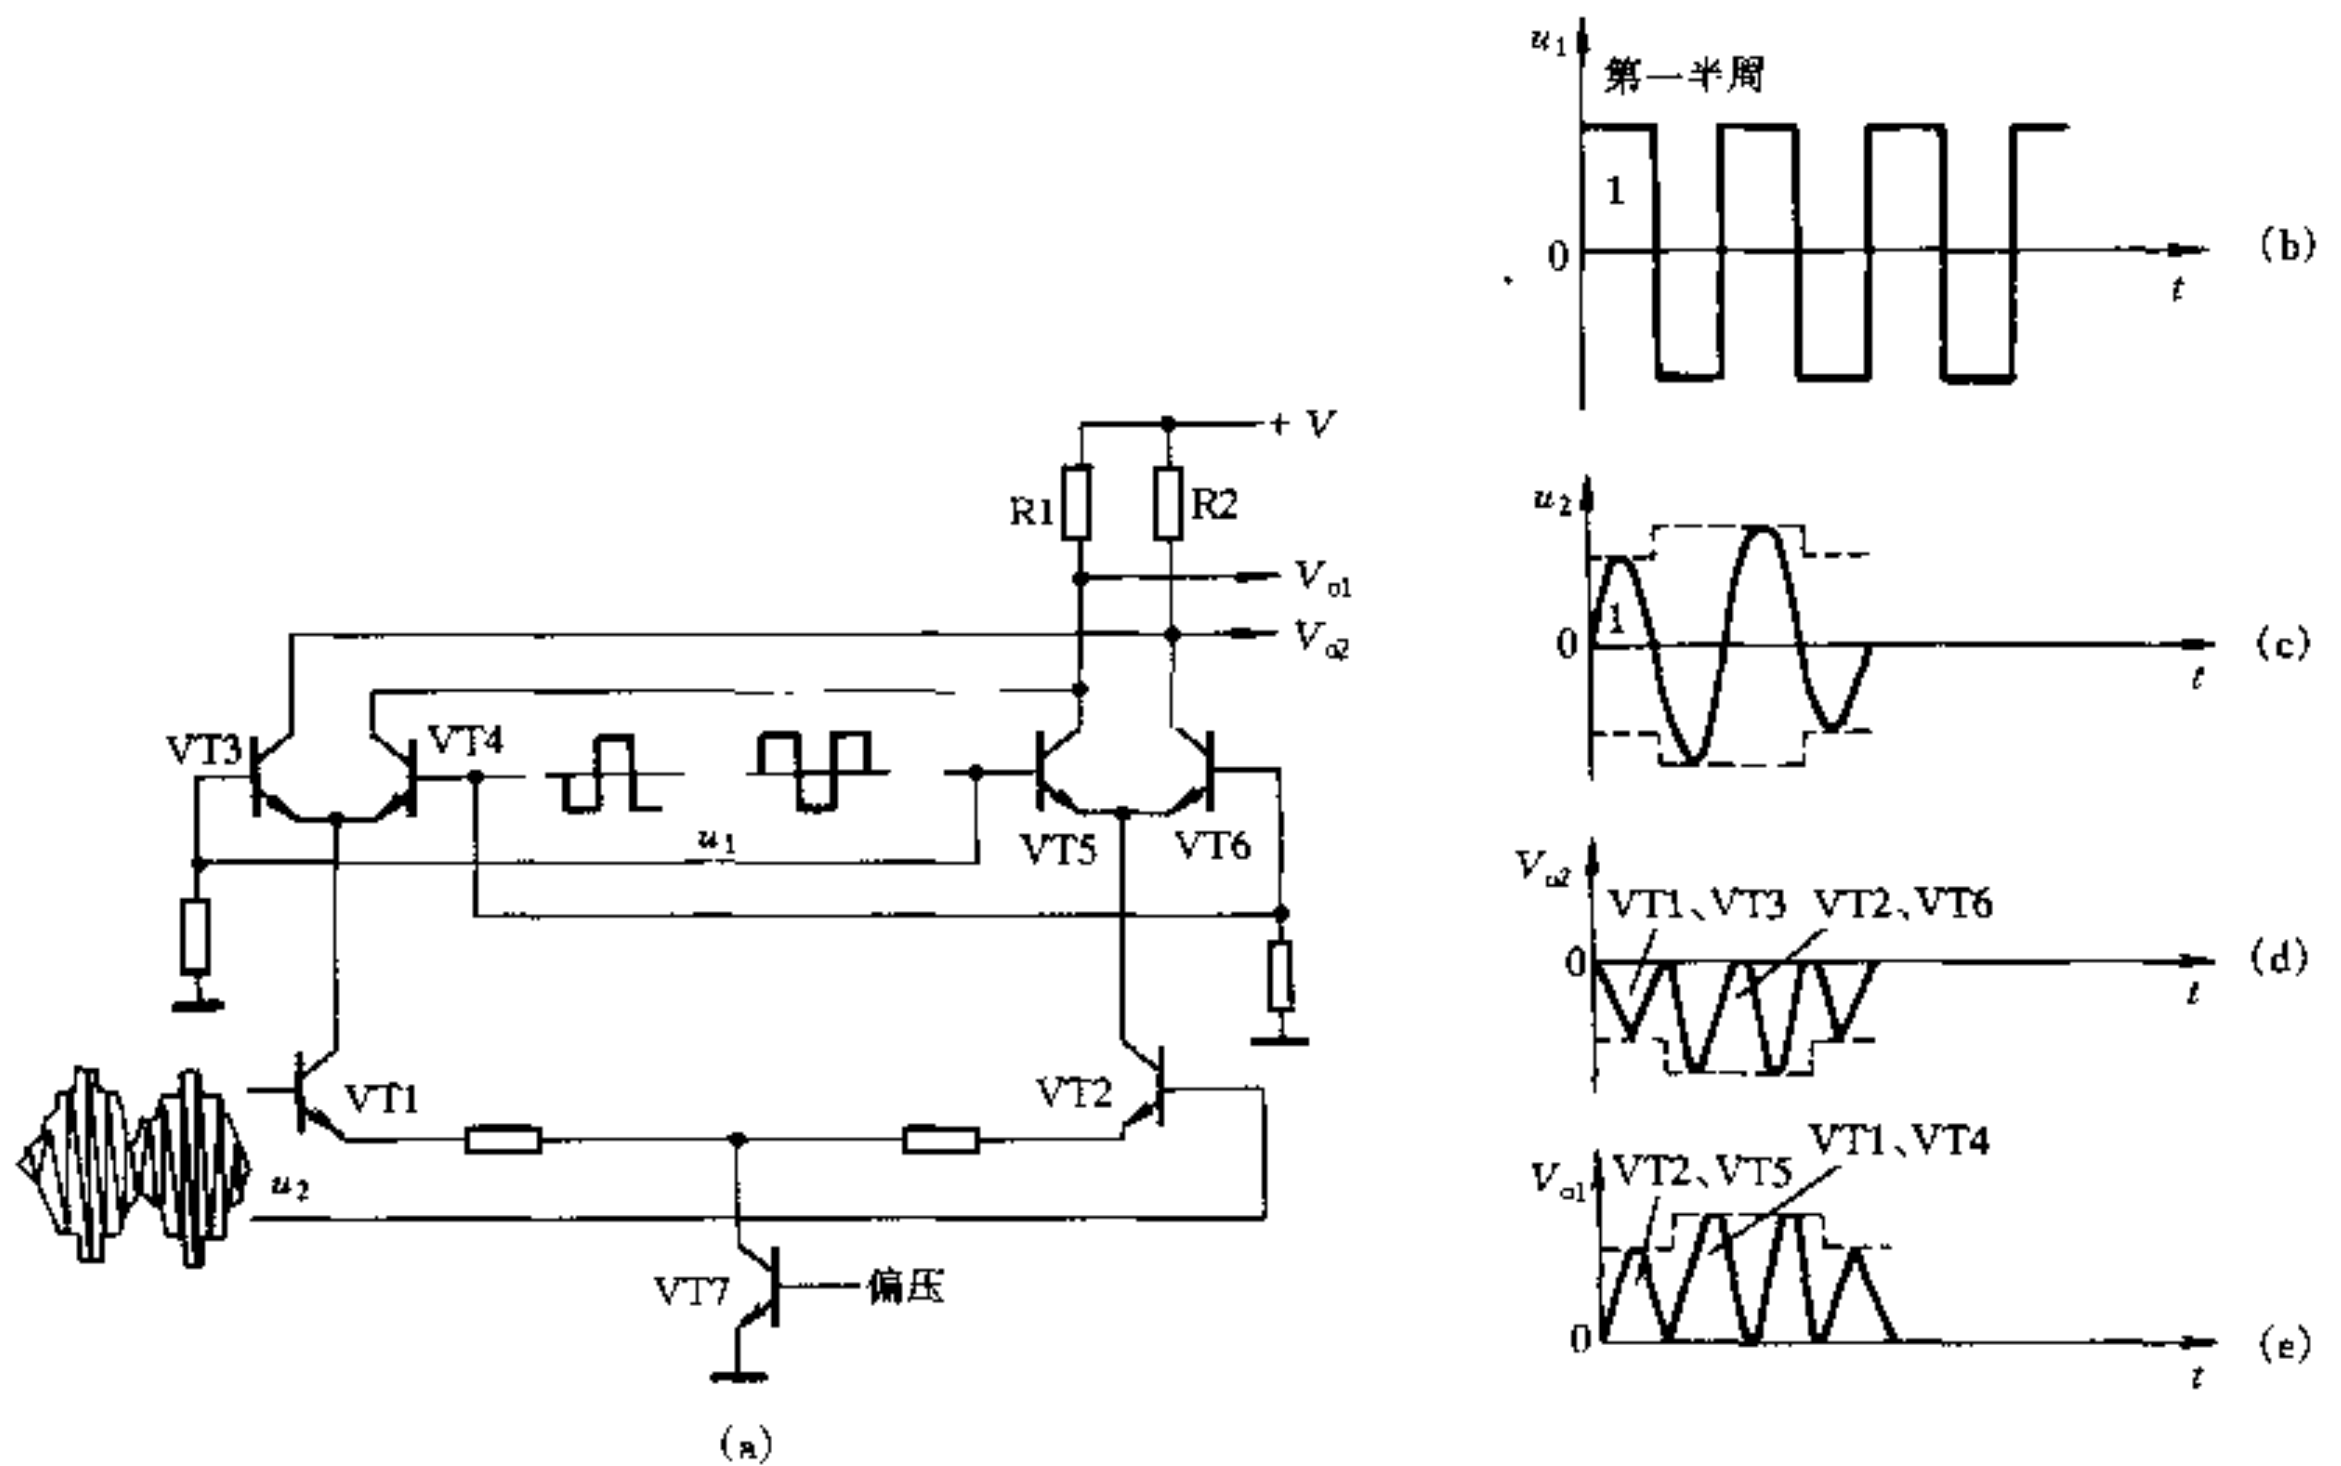 + V
R1
R2
Vo1
Vo2
VT3
VT4
u1
VT5
VT6
VT1
VT2
u2
VT7
偏压
(a)
u1
第一半周
1
0
t
(b)
u2
1
0
t
(c)
Vo2
VT1、VT3
VT2、VT6
0
t
(d)
VT1、VT4
Vo1
VT2、VT5
0
t
(e)